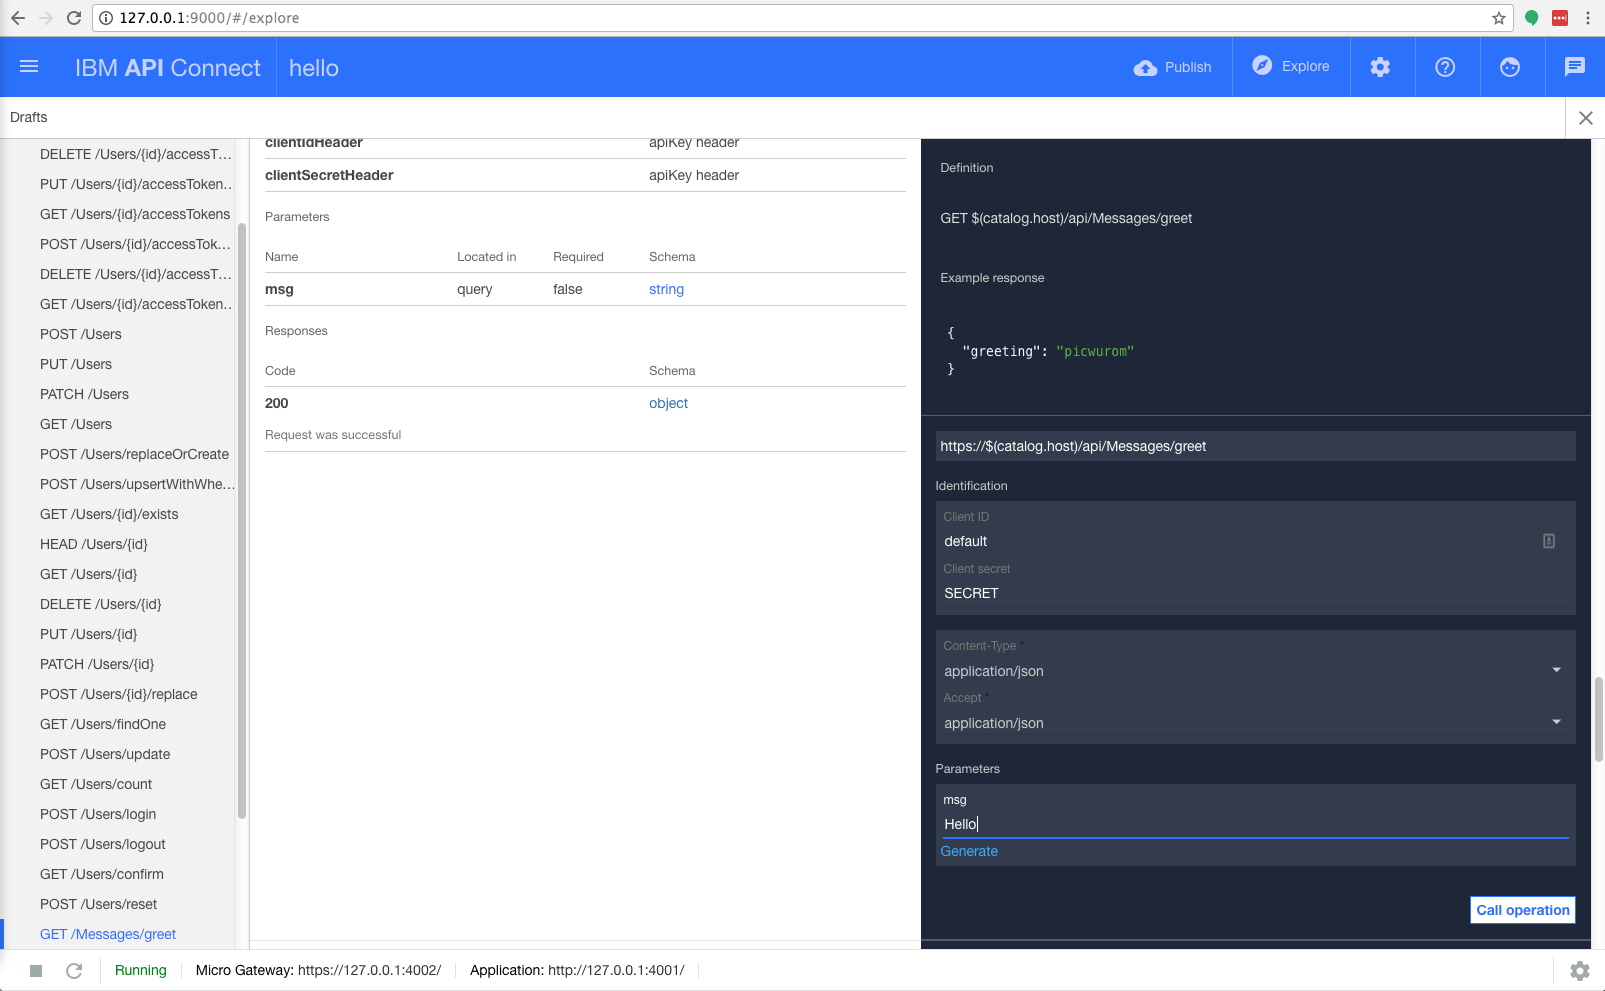 127.0.0.1:9000/#/explore
IBM API Connect
hello
Publish
Explore
Drafts
DELETE /Users/{id}/accessT...
PUT /Users/{id}/accessToken...
GET /Users/{id}/accessTokens
POST /Users/{id}/accessTok...
DELETE /Users/{id}/accessT...
GET /Users/{id}/accessToken...
POST /Users
PUT /Users
PATCH /Users
GET /Users
POST /Users/replaceOrCreate
POST /Users/upsertWithWhe...
GET /Users/{id}/exists
HEAD /Users/{id}
GET /Users/{id}
DELETE /Users/{id}
PUT /Users/{id}
PATCH /Users/{id}
POST /Users/{id}/replace
GET /Users/findOne
POST /Users/update
GET /Users/count
POST /Users/login
POST /Users/logout
GET /Users/confirm
POST /Users/reset
GET /Messages/greet
clientIdHeader apiKey header
clientSecretHeader apiKey header
Parameters
Name Located in Required Schema
msg query false string
Responses
Code Schema
200 object
Request was successful
Definition
GET $(catalog.host)/api/Messages/greet
Example response
{
"greeting": "picwurom"
}
https://$(catalog.host)/api/Messages/greet
Identification
Client ID
default
Client secret
SECRET
Content-Type *
application/json
Accept *
application/json
Parameters
msg
Hello
Generate
Call operation
Running
Micro Gateway: https://127.0.0.1:4002/
Application: http://127.0.0.1:4001/